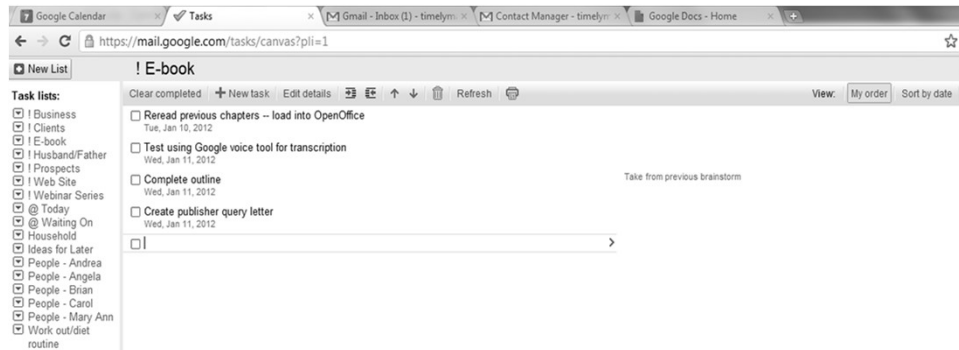 Google Calendar
Tasks
Gmail - Inbox (1) - timelym
Contact Manager - timelym
Google Docs - Home
https://mail.google.com/tasks/canvas?pli=1
New List
! E-book
Task lists:
Clear completed New task Edit details Refresh View: My order Sort by date
! Business
! Clients
! E-book
! Husband/Father
! Prospects
! Web Site
! Webinar Series
@ Today
@ Waiting On
Household
Ideas for Later
People - Andrea
People - Angela
People - Brian
People - Carol
People - Mary Ann
Work out/diet
routine
Reread previous chapters -- load into OpenOffice
Tue, Jan 10, 2012
Test using Google voice tool for transcription
Wed, Jan 11, 2012
Complete outline
Wed, Jan 11, 2012
Create publisher query letter
Wed, Jan 11, 2012
Take from previous brainstorm